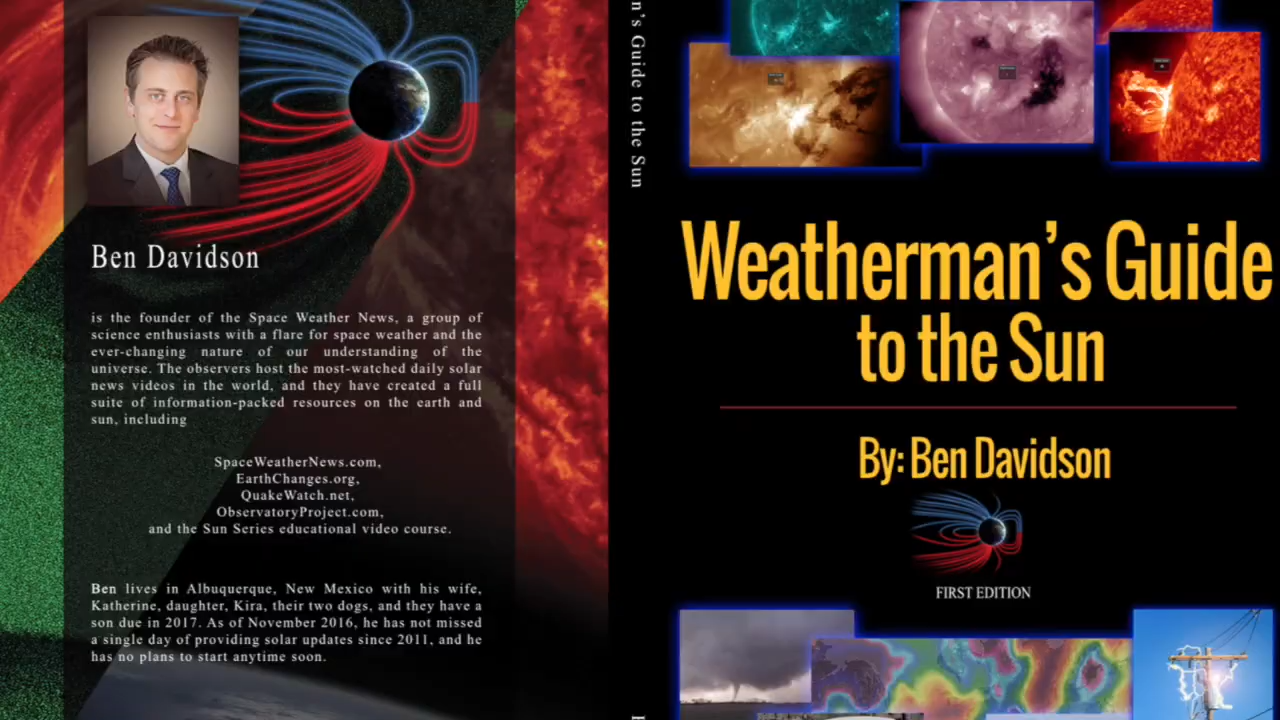 Ben Davidson
is the founder of the Space Weather News, a group of
science enthusiasts with a flare for space weather and the
ever-changing nature of our understanding of the
universe. The observers host the most-watched daily solar
news videos in the world, and they have created a full
suite of information-packed resources on the earth and
sun, including
SpaceWeatherNews.com,
EarthChanges.org,
QuakeWatch.net,
ObservatoryProject.com,
and the Sun Series educational video course.
Ben lives in Albuquerque, New Mexico with his wife,
Katherine, daughter, Kira, their two dogs, and they have a
son due in 2017. As of November 2016, he has not missed
a single day of providing solar updates since 2011, and he
has no plans to start anytime soon.
n's Guide to the Sun
Weatherman's Guide
to the Sun
By: Ben Davidson
FIRST EDITION